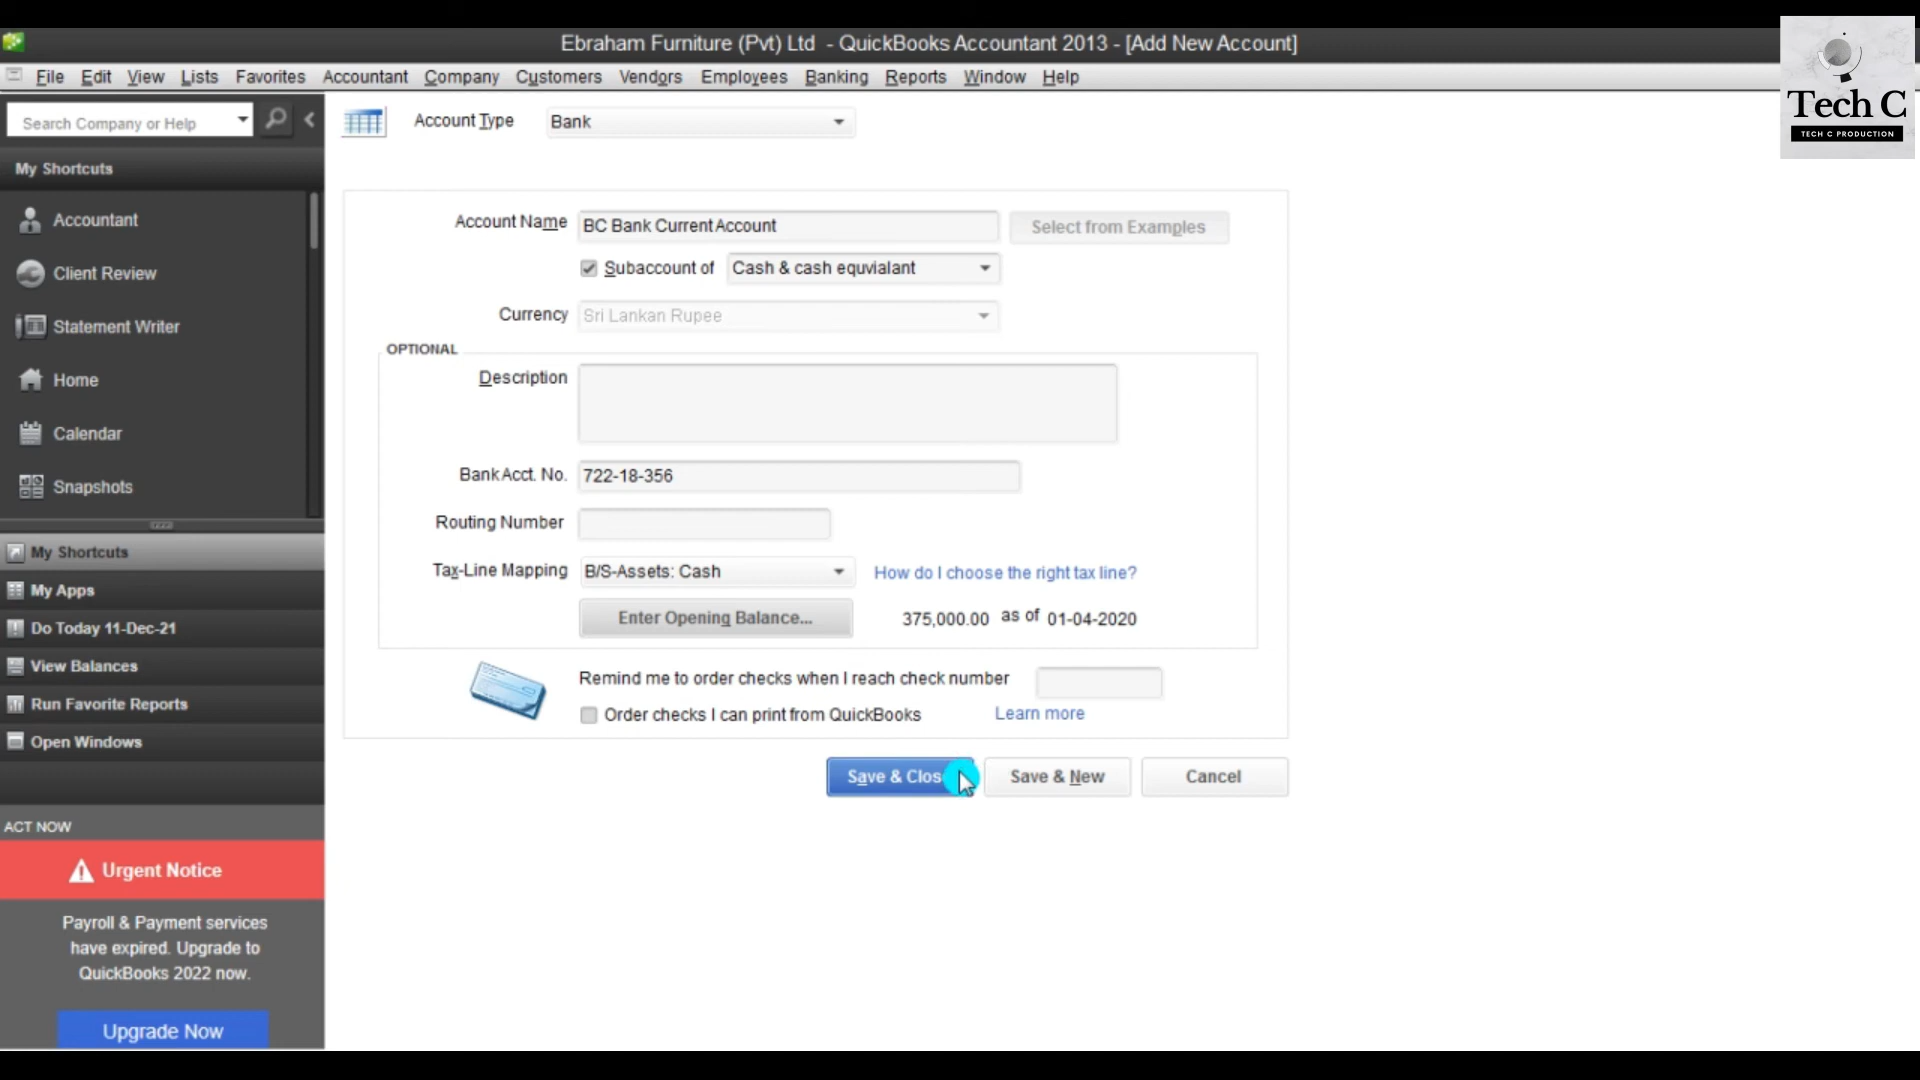 Ebraham Furniture (Pvt) Ltd - QuickBooks Accountant 2013 - [Add New Account]
File Edit View Lists Favorites Accountant Company Customers Vendors Employees Banking Reports Window Help
Tech C
TECH C PRODUCTION
Search Company or Help
My Shortcuts
Accountant
Client Review
Statement Writer
Home
Calendar
Snapshots
My Shortcuts
My Apps
Do Today 11-Dec-21
View Balances
Run Favorite Reports
Open Windows
ACT NOW
Urgent Notice
Payroll & Payment services
have expired. Upgrade to
QuickBooks 2022 now.
Upgrade Now
Account Type Bank
Account Name BC Bank Current Account Select from Examples
Subaccount of Cash & cash equvialant
Currency Sri Lankan Rupee
OPTIONAL
Description
Bank Acct. No. 722-18-356
Routing Number
Tax-Line Mapping B/S-Assets: Cash How do I choose the right tax line?
Enter Opening Balance... 375,000.00 as of 01-04-2020
Remind me to order checks when I reach check number
Order checks I can print from QuickBooks Learn more
Save & Clos Save & New Cancel